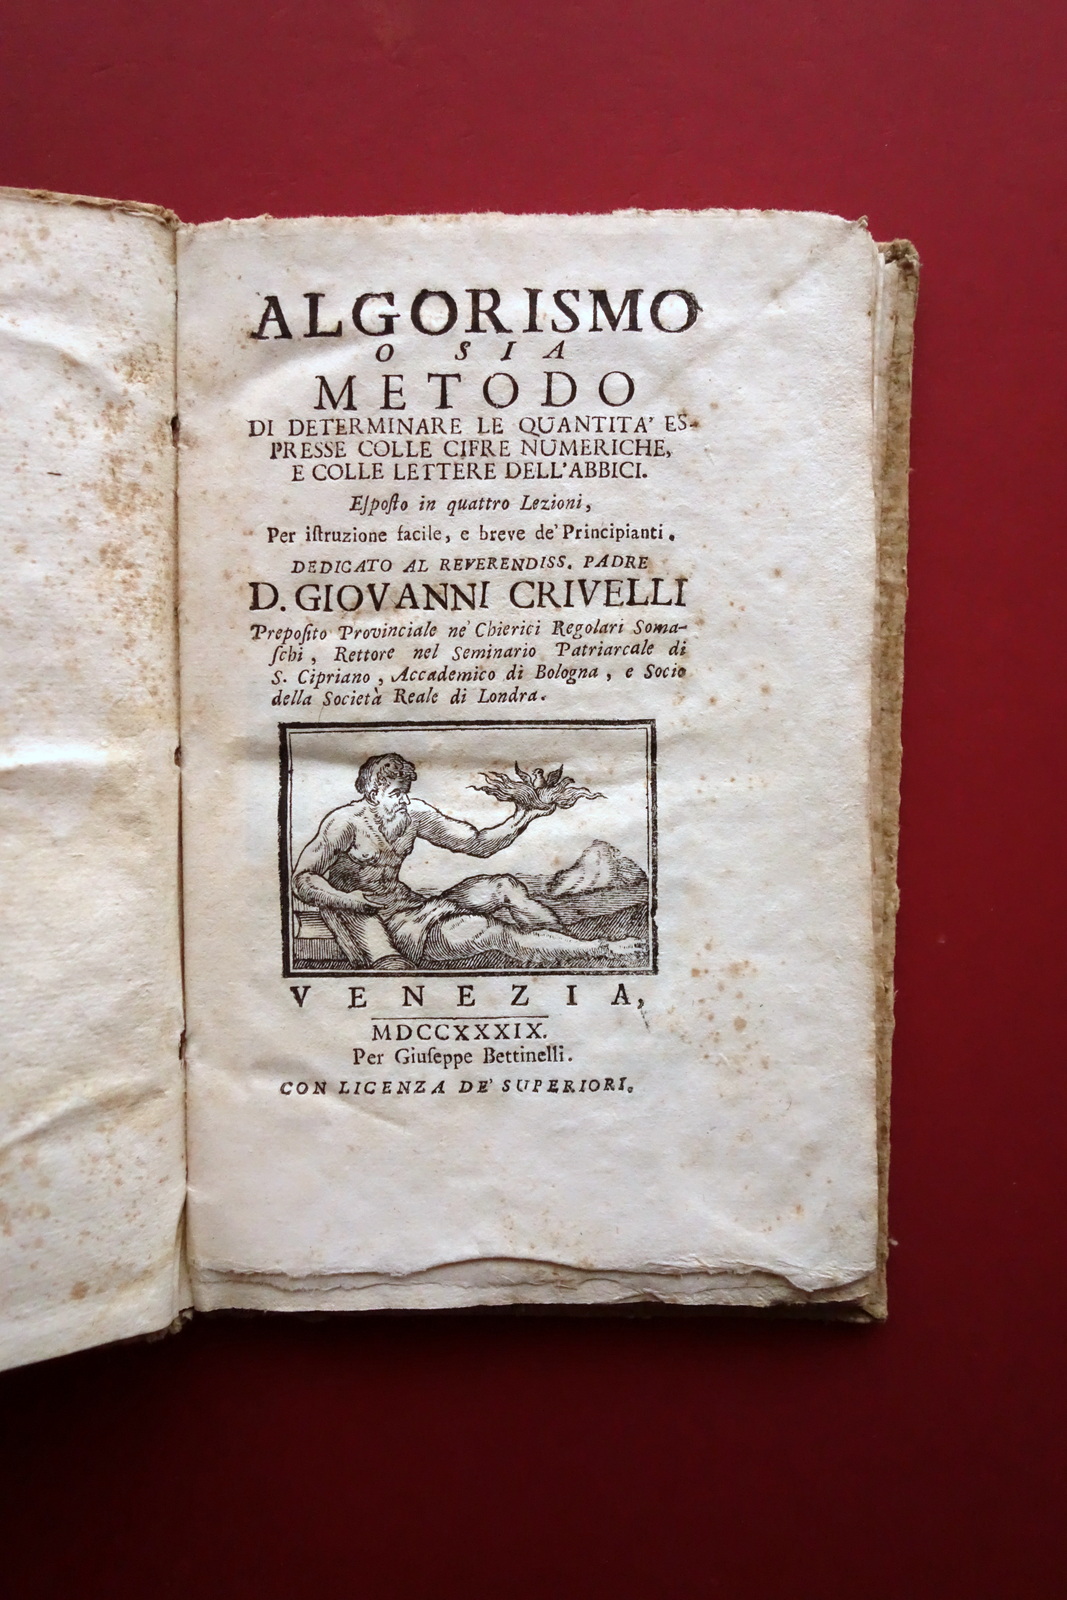 ALGORISMO
O SIA
METODO
DI DETERMINARE LE QUANTITA' ES-
PRESSE COLLE CIFRE NUMERICHE,
E COLLE LETTERE DELL'ABBICI.
Eſpoſto in quattro Lezioni,
Per iſtruzione facile, e breve de' Principianti.
DEDICATO AL REVERENDISS. PADRE
D. GIOVANNI CRIVELLI
Prepoſito Provinciale ne' Chierici Regolari Soma-
ſchi, Rettore nel Seminario Patriarcale di
S. Cipriano, Accademico di Bologna, e Socio
della Società Reale di Londra.
VENEZIA,
MDCCXXXIX.
Per Giuſeppe Bettinelli.
CON LICENZA DE' SUPERIORI.